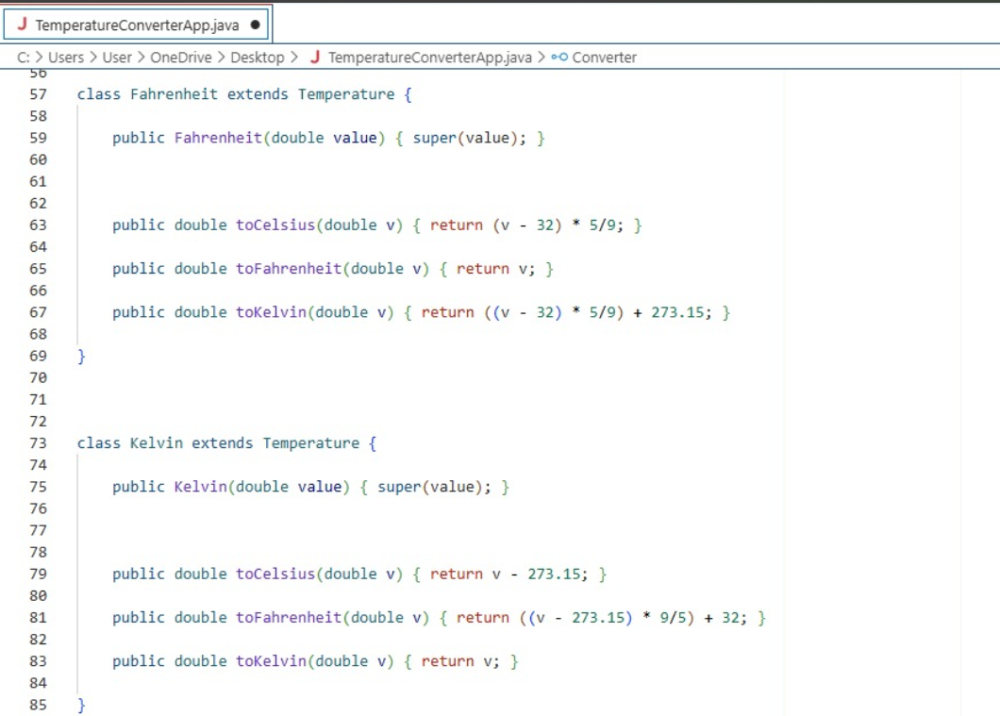 J TemperatureConverterApp.java ●
C: > Users > User > OneDrive > Desktop > J TemperatureConverterApp.java > Converter
56
57 class Fahrenheit extends Temperature {
58
59 public Fahrenheit(double value) { super(value); }
60
61
62
63 public double toCelsius(double v) { return (v - 32) * 5/9; }
64
65 public double toFahrenheit(double v) { return v; }
66
67 public double toKelvin(double v) { return ((v - 32) * 5/9) + 273.15; }
68
69 }
70
71
72
73 class Kelvin extends Temperature {
74
75 public Kelvin(double value) { super(value); }
76
77
78
79 public double toCelsius(double v) { return v - 273.15; }
80
81 public double toFahrenheit(double v) { return ((v - 273.15) * 9/5) + 32; }
82
83 public double toKelvin(double v) { return v; }
84
85 }